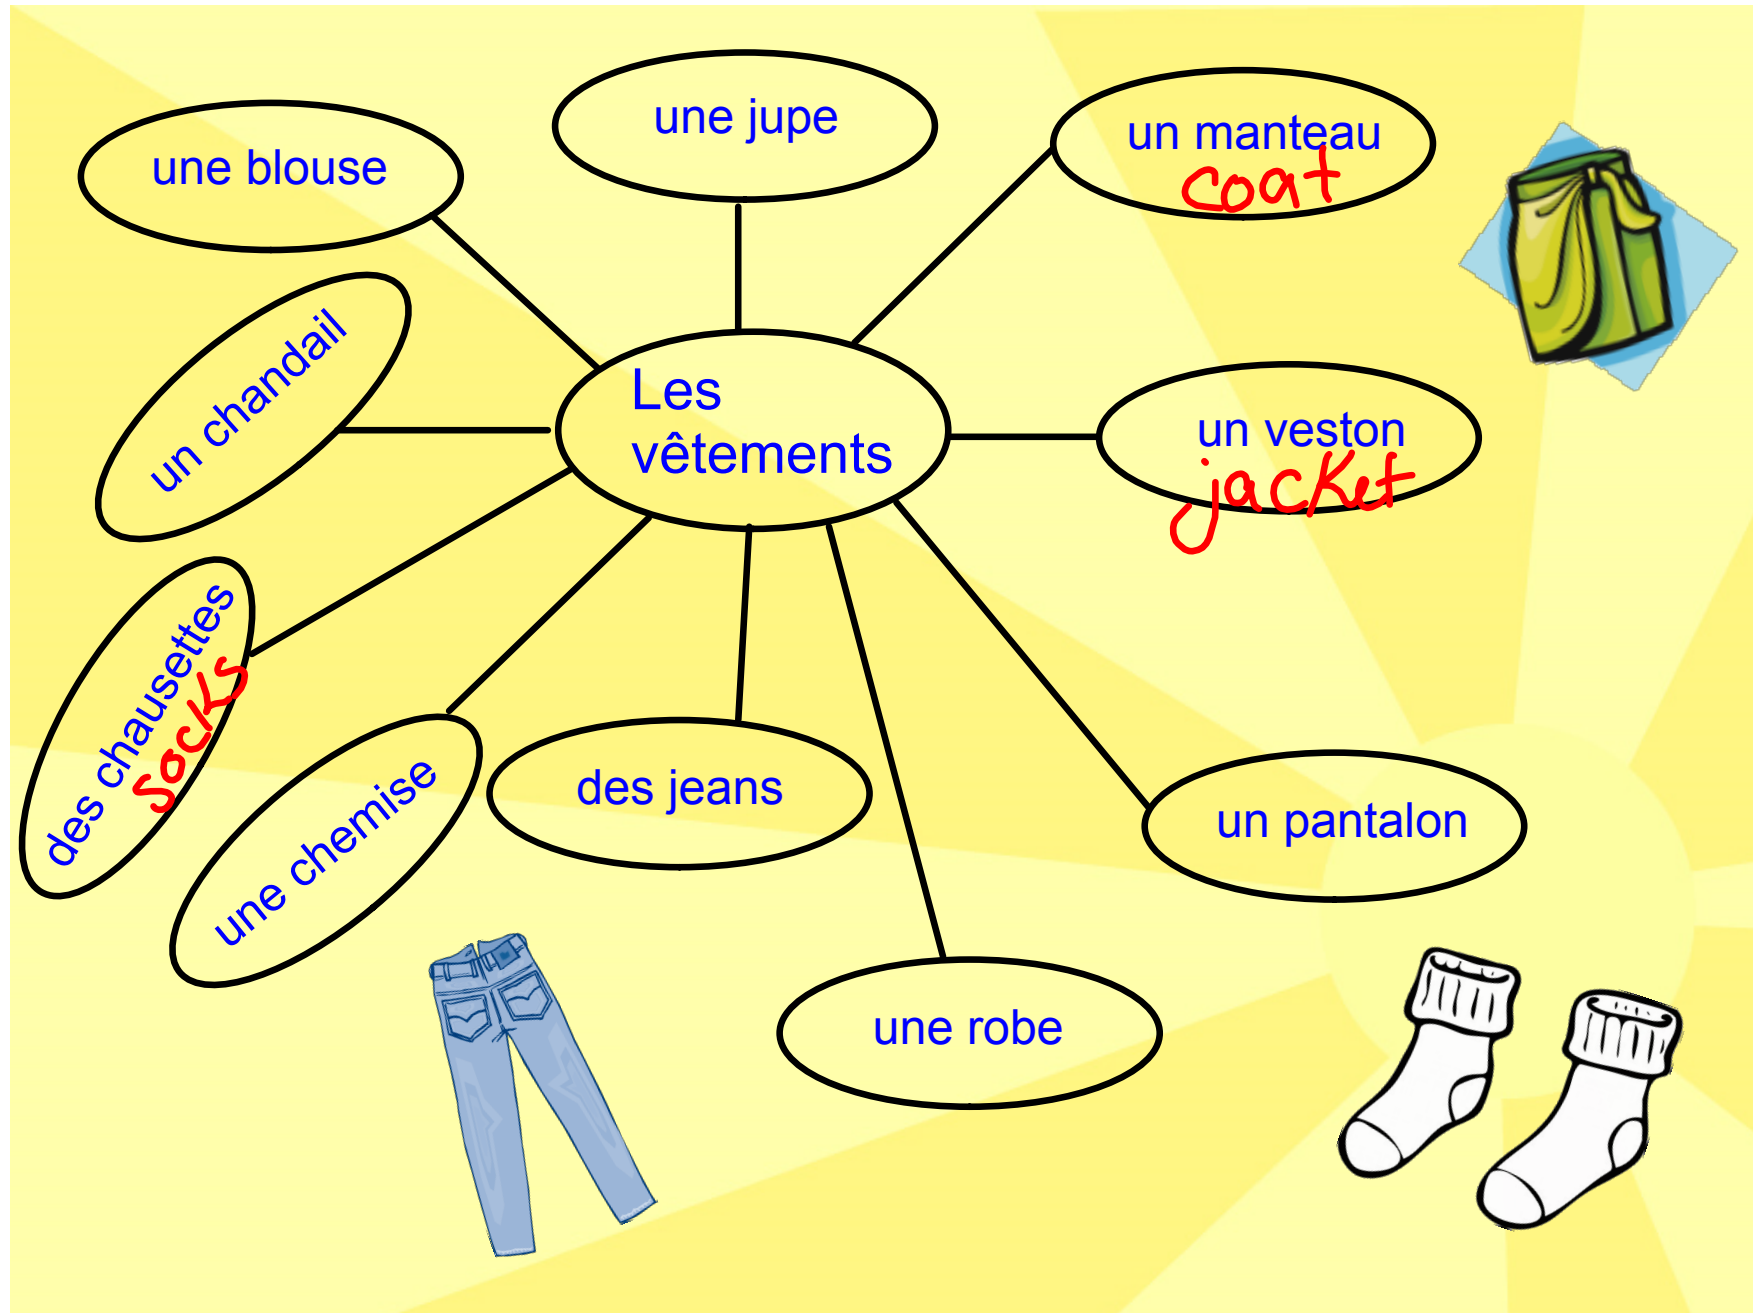 une blouse
une jupe
un manteau
coat
un chandail
Les
vêtements
un veston
jacket
des chausettes
socks
une chemise
des jeans
un pantalon
une robe